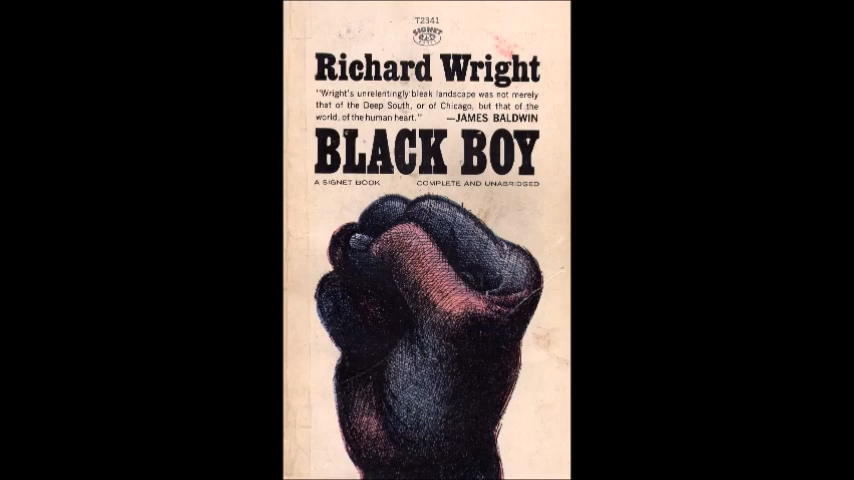 T2341
SIGNET
BOOKS
Richard Wright
"Wright's unrelentingly bleak landscape was not merely
that of the Deep South, or of Chicago, but that of the
world, of the human heart." —JAMES BALDWIN
BLACK BOY
A SIGNET BOOK COMPLETE AND UNABRIDGED